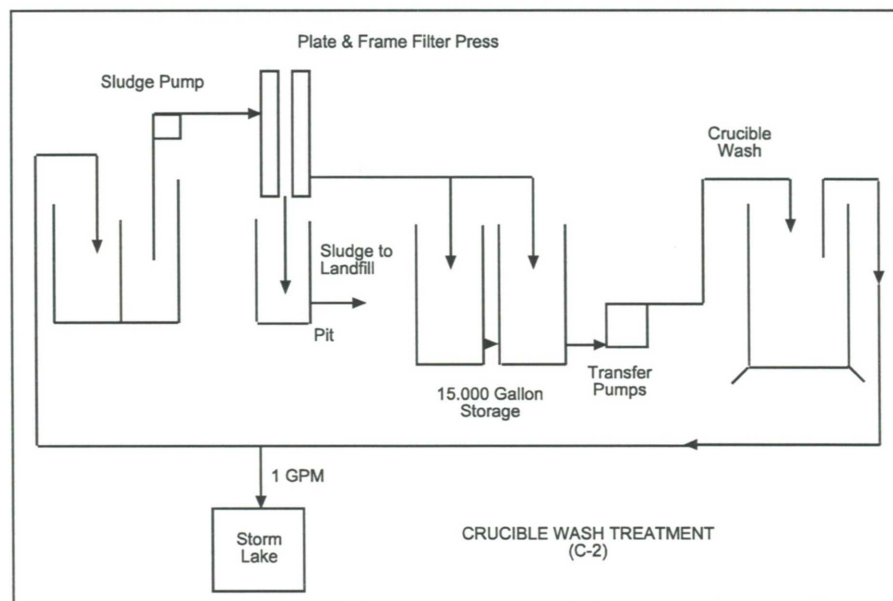 Plate & Frame Filter Press
Sludge Pump
Crucible
Wash
Sludge to
Landfill
Pit
15.000 Gallon
Storage
Transfer
Pumps
1 GPM
Storm
Lake
CRUCIBLE WASH TREATMENT
(C-2)